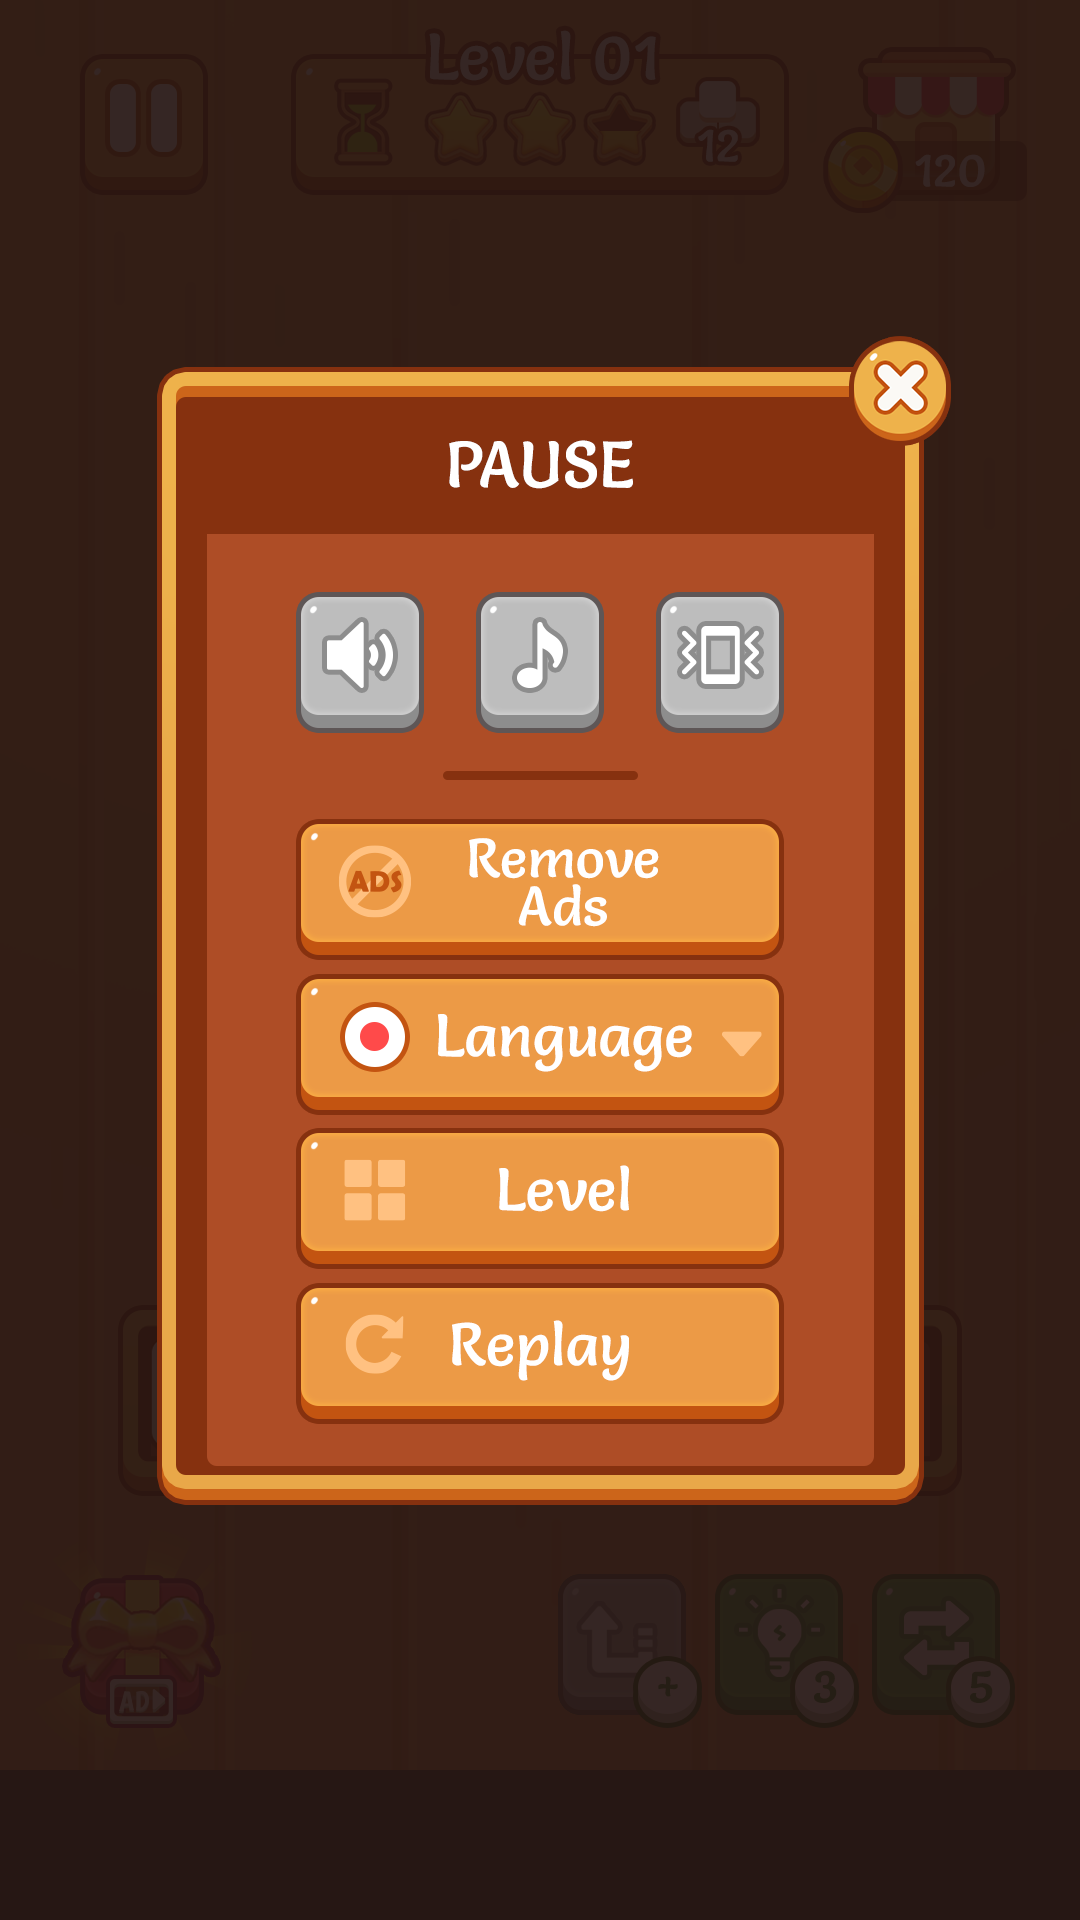 Level 01
12
120
PAUSE
ADS
Remove
Ads
Language
Level
Replay
AD
+
3
5